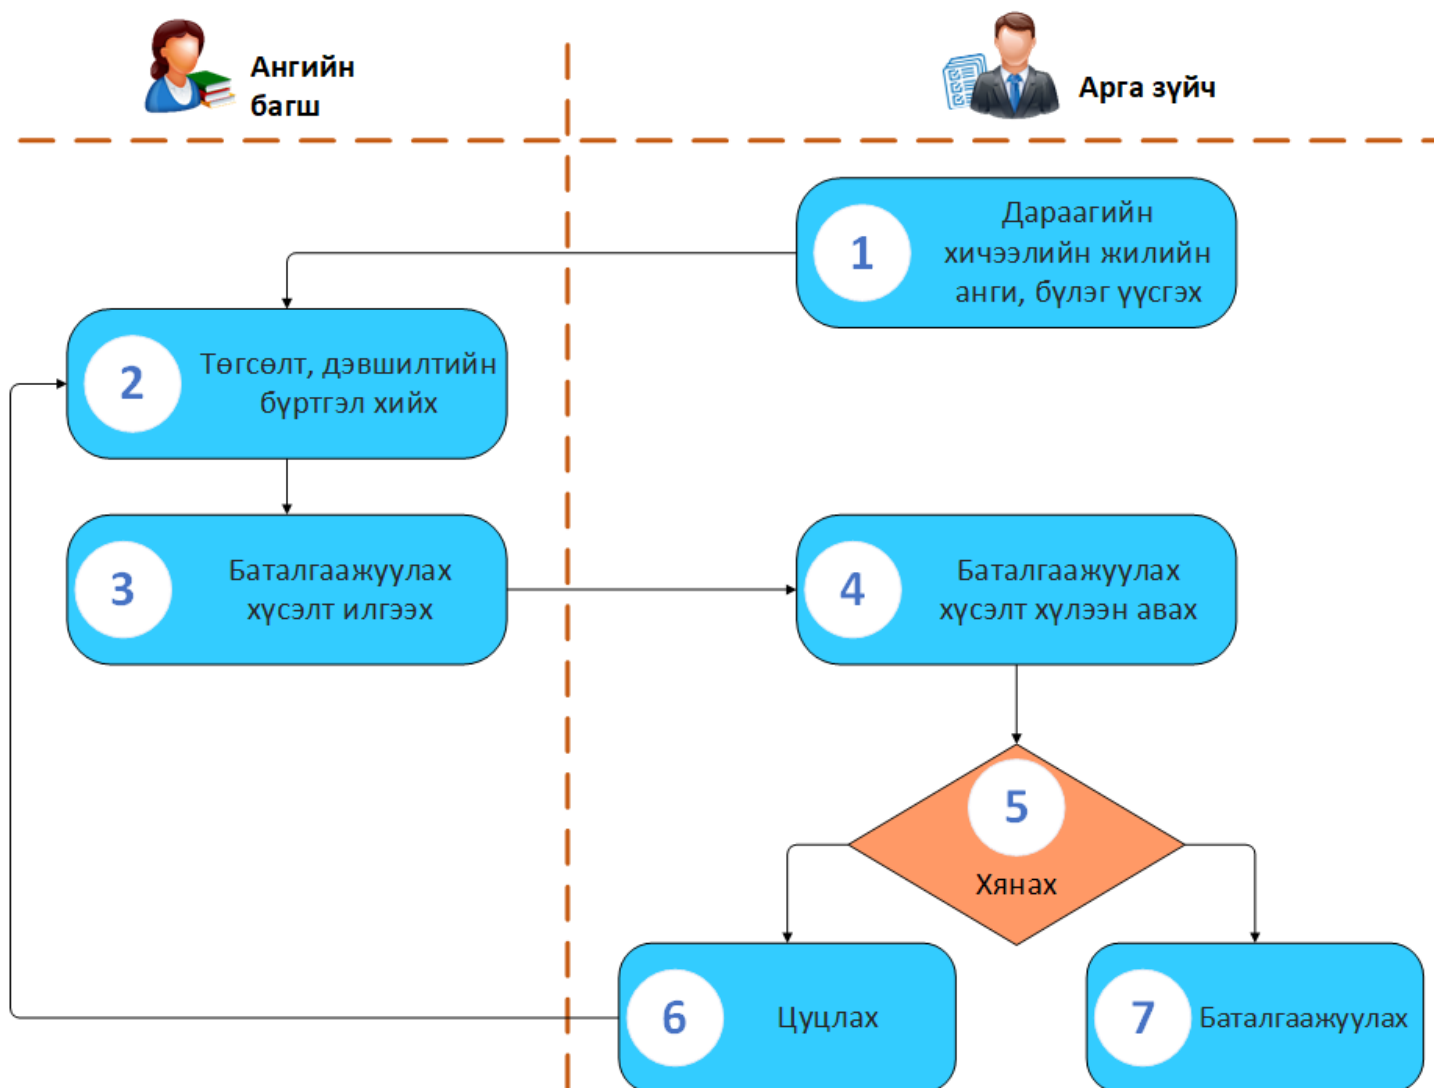 Ангийн
багш
Арга зүйч
1
Дараагийн
хичээлийн жилийн
анги, бүлэг үүсгэх
2
Төгсөлт, дэвшилтийн
бүртгэл хийх
3
Баталгаажуулах
хүсэлт илгээх
4
Баталгаажуулах
хүсэлт хүлээн авах
5
Хянах
6
Цуцлах
7
Баталгаажуулах